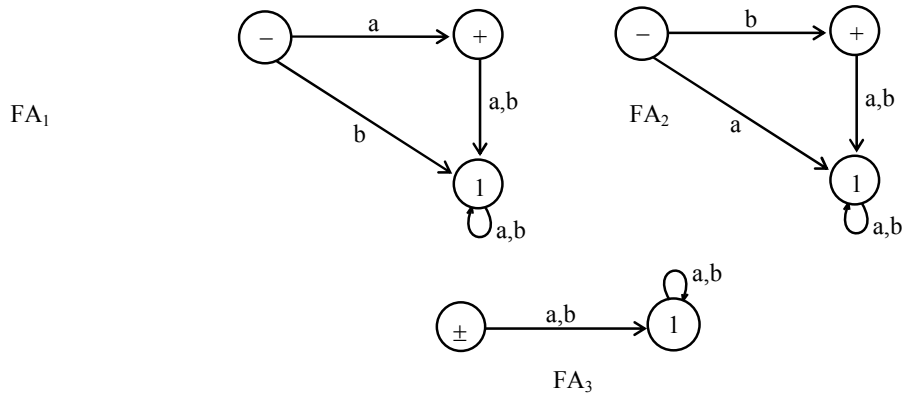 − a +
− b +
FA₁
a,b
FA₂
a,b
b
a
1
1
a,b
a,b
a,b
± a,b 1
FA₃